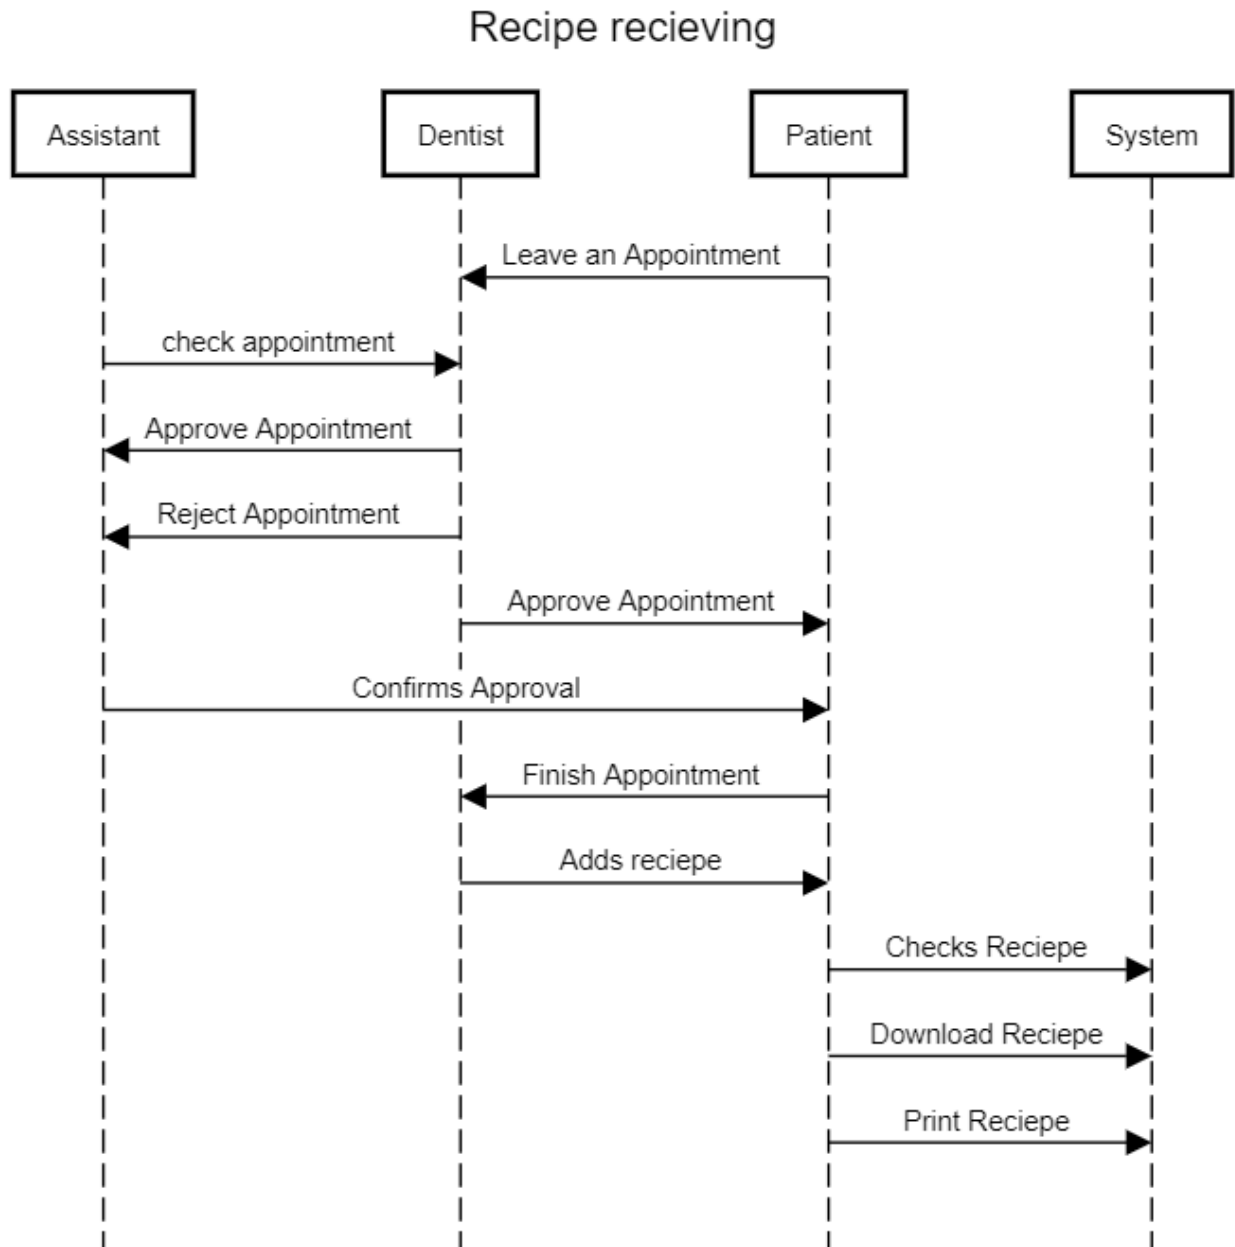 Recipe recieving
Assistant
Dentist
Patient
System
Leave an Appointment
check appointment
Approve Appointment
Reject Appointment
Approve Appointment
Confirms Approval
Finish Appointment
Adds reciepe
Checks Reciepe
Download Reciepe
Print Reciepe